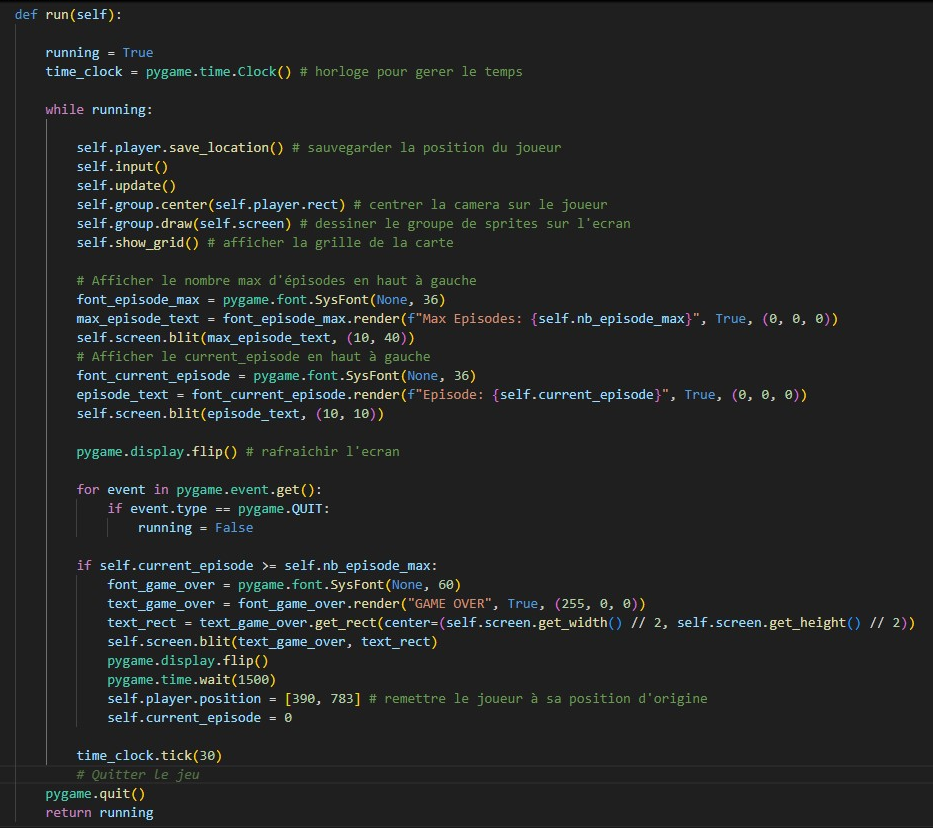 def run(self):
running = True
time_clock = pygame.time.Clock() # horloge pour gerer le temps
while running:
self.player.save_location() # sauvegarder la position du joueur
self.input()
self.update()
self.group.center(self.player.rect) # centrer la camera sur le joueur
self.group.draw(self.screen) # dessiner le groupe de sprites sur l'ecran
self.show_grid() # afficher la grille de la carte
# Afficher le nombre max d'épisodes en haut à gauche
font_episode_max = pygame.font.SysFont(None, 36)
max_episode_text = font_episode_max.render(f"Max Episodes: {self.nb_episode_max}", True, (0, 0, 0))
self.screen.blit(max_episode_text, (10, 40))
# Afficher le current_episode en haut à gauche
font_current_episode = pygame.font.SysFont(None, 36)
episode_text = font_current_episode.render(f"Episode: {self.current_episode}", True, (0, 0, 0))
self.screen.blit(episode_text, (10, 10))
pygame.display.flip() # rafraichir l'ecran
for event in pygame.event.get():
if event.type == pygame.QUIT:
running = False
if self.current_episode >= self.nb_episode_max:
font_game_over = pygame.font.SysFont(None, 60)
text_game_over = font_game_over.render("GAME OVER", True, (255, 0, 0))
text_rect = text_game_over.get_rect(center=(self.screen.get_width() // 2, self.screen.get_height() // 2))
self.screen.blit(text_game_over, text_rect)
pygame.display.flip()
pygame.time.wait(1500)
self.player.position = [390, 783] # remettre le joueur à sa position d'origine
self.current_episode = 0
time_clock.tick(30)
# Quitter le jeu
pygame.quit()
return running